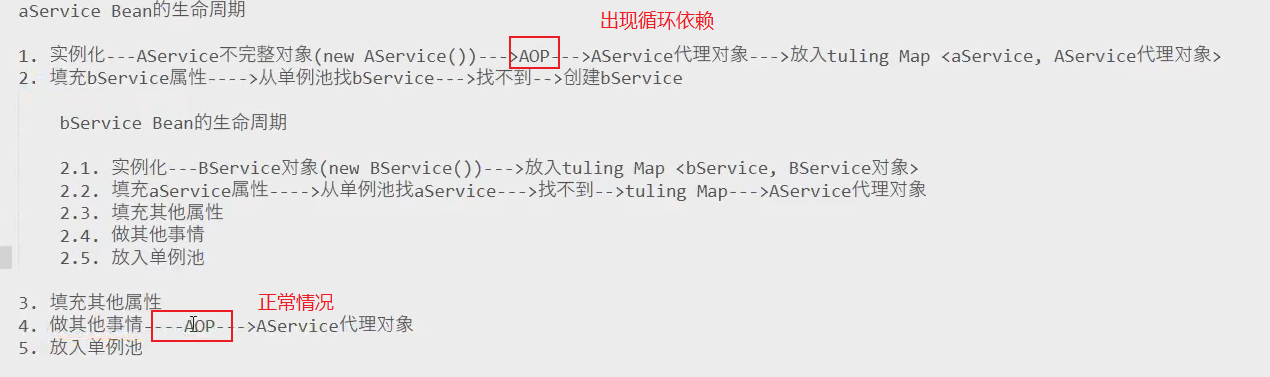 aService Bean的生命周期
出现循环依赖
1. 实例化---AService不完整对象(new AService())--->AOP--->AService代理对象--->放入tuling Map <aService, AService代理对象>
2. 填充bService属性---->从单例池找bService--->找不到-->创建bService
bService Bean的生命周期
2.1. 实例化---BService对象(new BService())--->放入tuling Map <bService, BService对象>
2.2. 填充aService属性---->从单例池找aService--->找不到-->tuling Map--->AService代理对象
2.3. 填充其他属性
2.4. 做其他事情
2.5. 放入单例池
3. 填充其他属性
正常情况
4. 做其他事情----AOP--->AService代理对象
5. 放入单例池